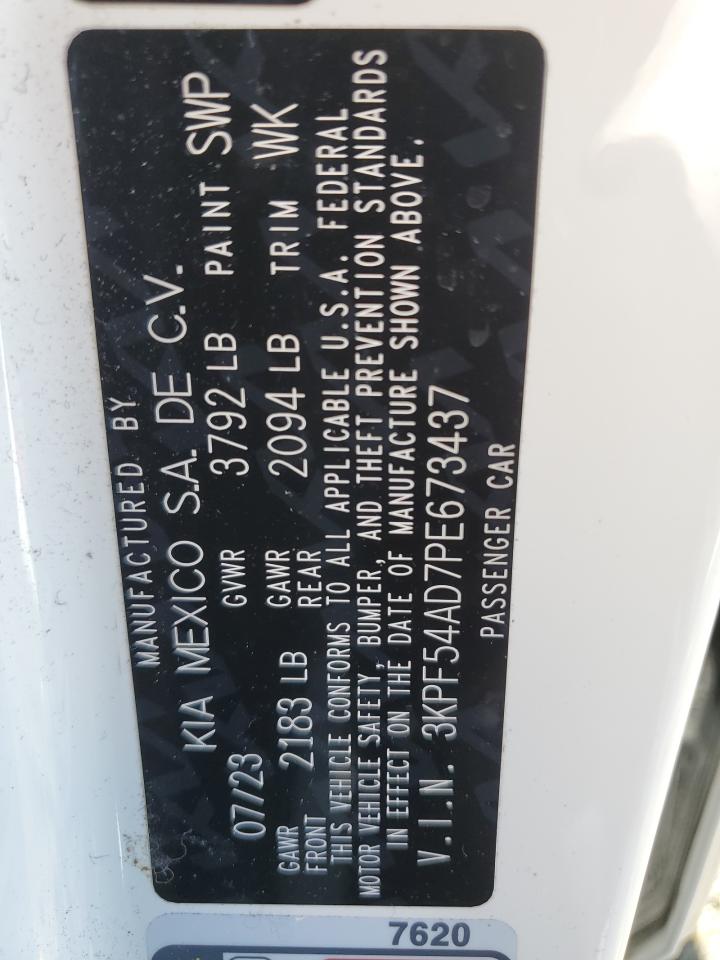 MANUFACTURED BY
KIA MEXICO S.A. DE C.V.
07/23 GVWR 3792 LB PAINT SWP
GAWR FRONT 2183 LB GAWR REAR 2094 LB TRIM WK
THIS VEHICLE CONFORMS TO ALL APPLICABLE U.S.A. FEDERAL
MOTOR VEHICLE SAFETY, BUMPER, AND THEFT PREVENTION STANDARDS
IN EFFECT ON THE DATE OF MANUFACTURE SHOWN ABOVE.
V.I.N. 3KPF54AD7PE673437
PASSENGER CAR
7620